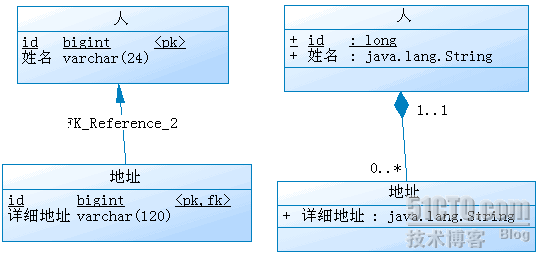 人
id bigint <pk>
姓名 varchar(24)
FK_Reference_2
地址
id bigint <pk,fk>
详细地址 varchar(120)
人
+ id : long
+ 姓名 : java.lang.String
1..1
0..*
地址
+ 详细地址 : java.lang.String
51CTO.com
技术博客 Blog